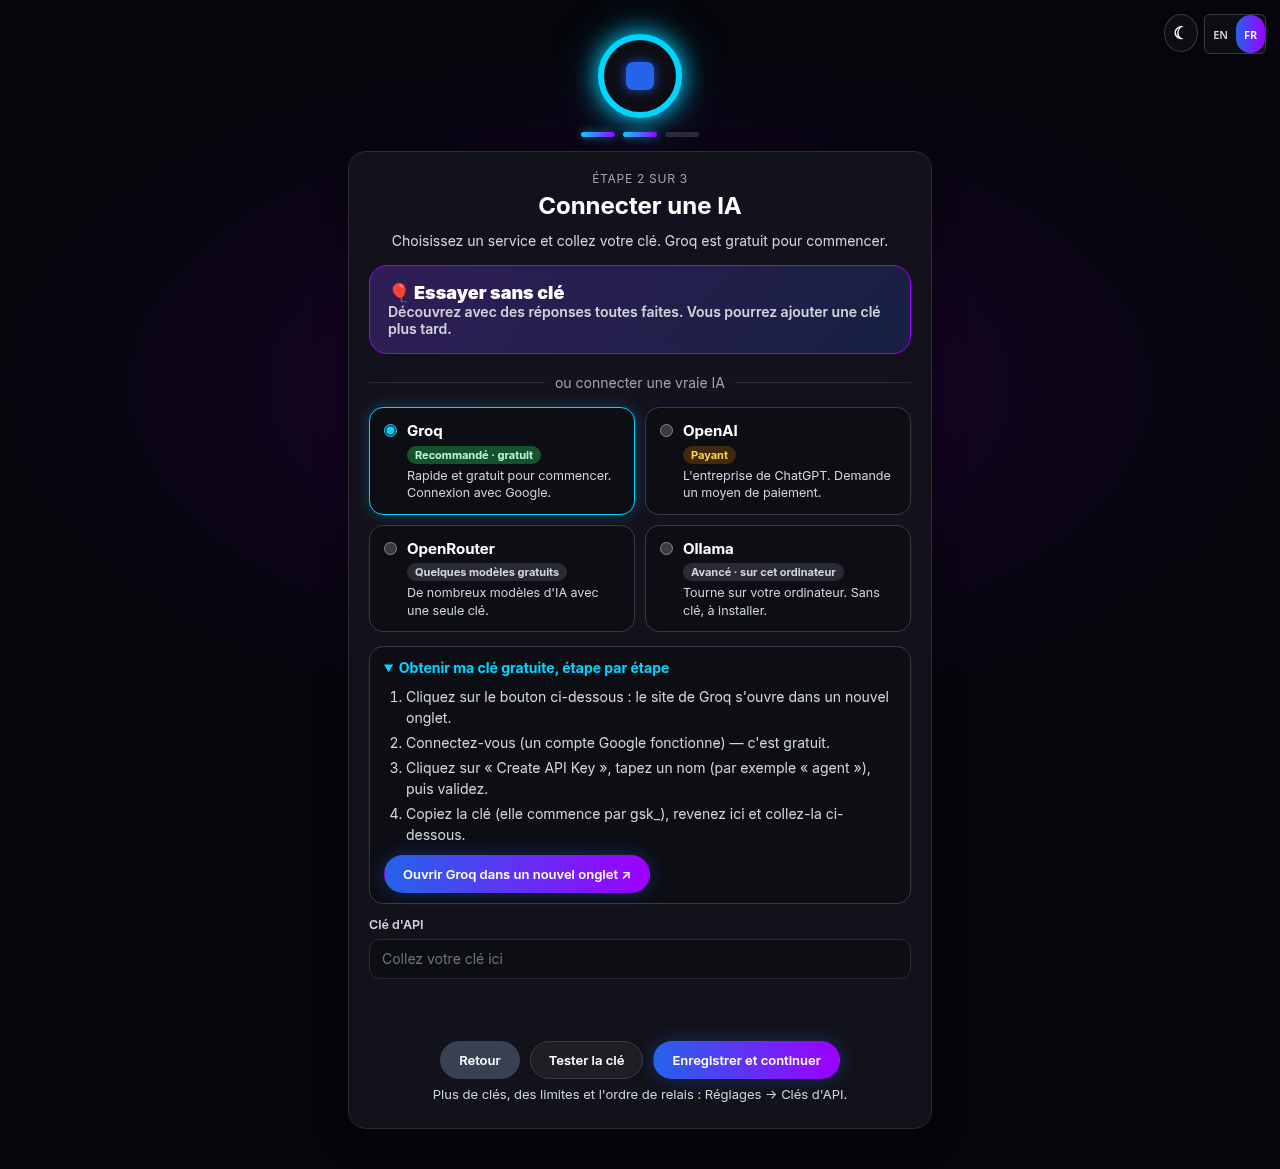 EN
FR
ÉTAPE 2 SUR 3
Connecter une IA
Choisissez un service et collez votre clé. Groq est gratuit pour commencer.
🎈 Essayer sans clé
Découvrez avec des réponses toutes faites. Vous pourrez ajouter une clé
plus tard.
ou connecter une vraie IA
Groq
Recommandé · gratuit
Rapide et gratuit pour commencer.
Connexion avec Google.
OpenAI
Payant
L'entreprise de ChatGPT. Demande
un moyen de paiement.
OpenRouter
Quelques modèles gratuits
De nombreux modèles d'IA avec
une seule clé.
Ollama
Avancé · sur cet ordinateur
Tourne sur votre ordinateur. Sans
clé, à installer.
▼ Obtenir ma clé gratuite, étape par étape
1. Cliquez sur le bouton ci-dessous : le site de Groq s'ouvre dans un nouvel
onglet.
2. Connectez-vous (un compte Google fonctionne) — c'est gratuit.
3. Cliquez sur « Create API Key », tapez un nom (par exemple « agent »),
puis validez.
4. Copiez la clé (elle commence par gsk_), revenez ici et collez-la ci-
dessous.
Ouvrir Groq dans un nouvel onglet ↗
Clé d'API
Collez votre clé ici
Retour
Tester la clé
Enregistrer et continuer
Plus de clés, des limites et l'ordre de relais : Réglages → Clés d'API.